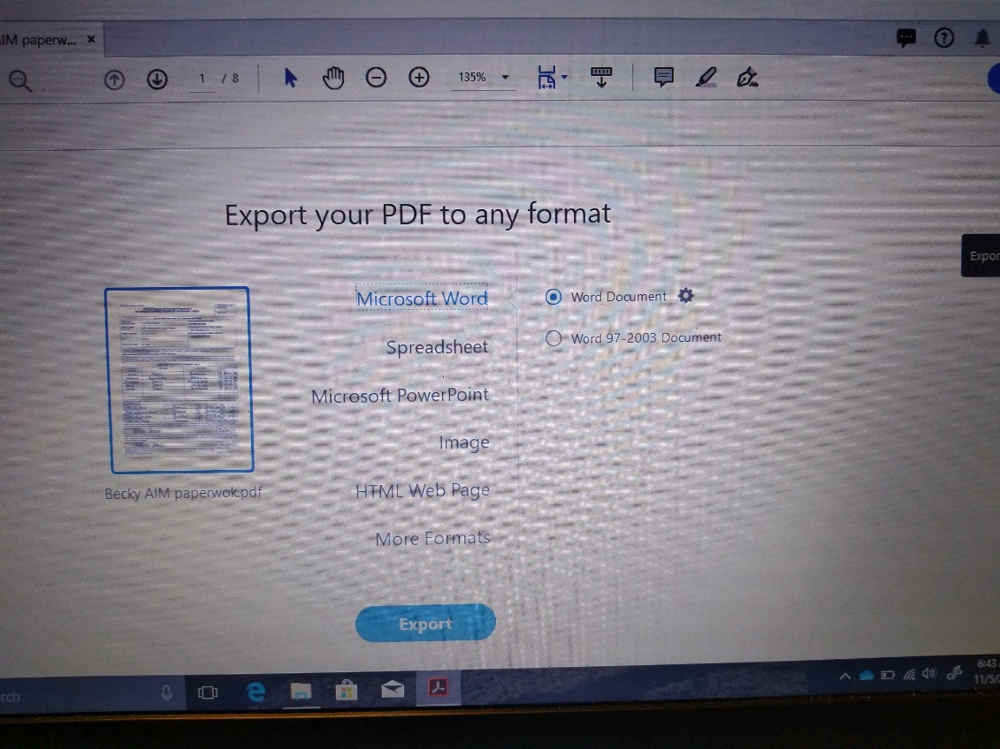 IM paperw... ×
1 / 8
135%
Export your PDF to any format
Expor
Microsoft Word
Word Document
Spreadsheet
Word 97-2003 Document
Microsoft PowerPoint
Image
HTML Web Page
Becky AIM paperwok.pdf
More Formats
Export
6:43
rch
11/5/